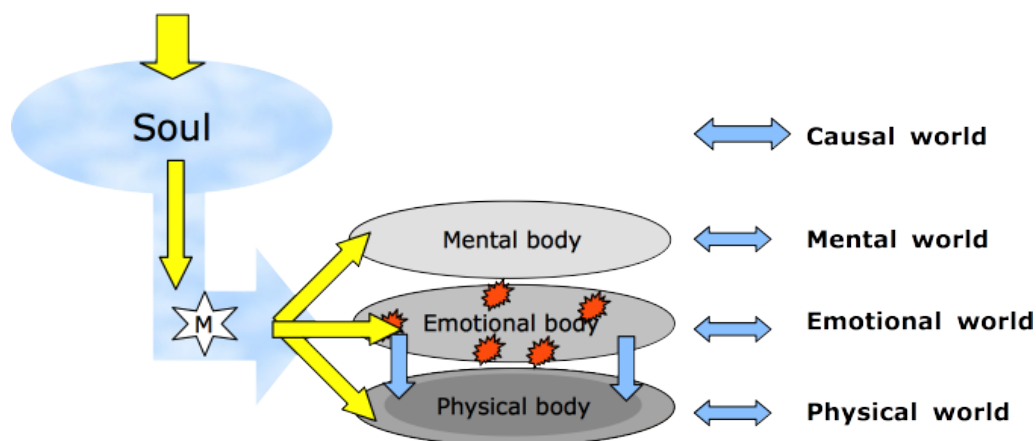 Soul
Causal world
Mental body
Mental world
M
Emotional body
Emotional world
Physical body
Physical world